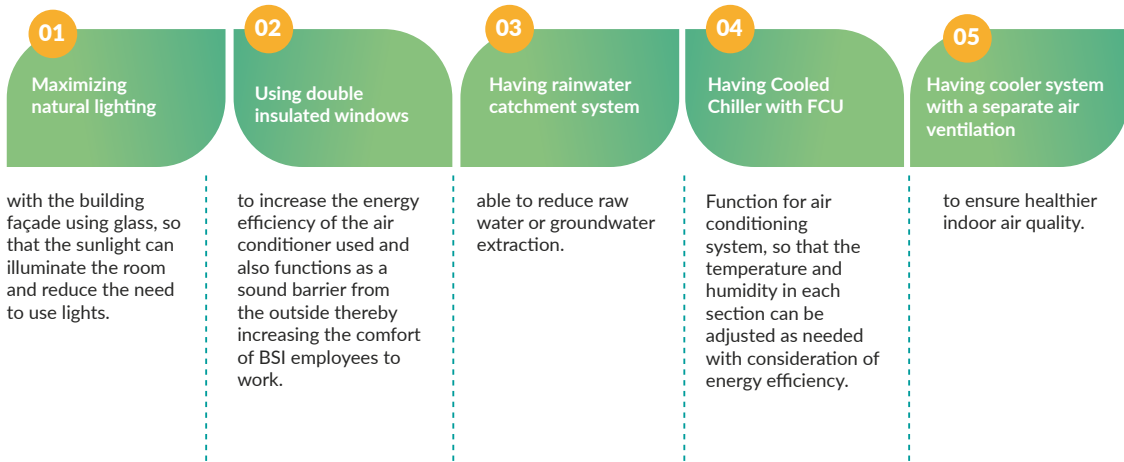 01
Maximizing
natural lighting
with the building
façade using glass, so
that the sunlight can
illuminate the room
and reduce the need
to use lights.
02
Using double
insulated windows
to increase the energy
efficiency of the air
conditioner used and
also functions as a
sound barrier from
the outside thereby
increasing the comfort
of BSI employees to
work.
03
Having rainwater
catchment system
able to reduce raw
water or groundwater
extraction.
04
Having Cooled
Chiller with FCU
Function for air
conditioning
system, so that the
temperature and
humidity in each
section can be
adjusted as needed
with consideration of
energy efficiency.
05
Having cooler system
with a separate air
ventilation
to ensure healthier
indoor air quality.